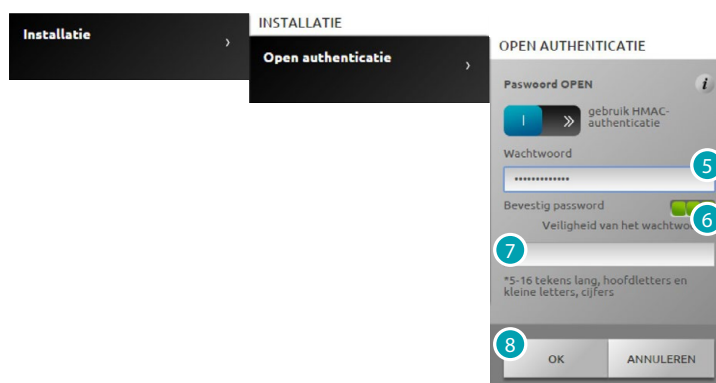 Installatie
INSTALLATIE
Open authenticatie
OPEN AUTHENTICATIE
Paswoord OPEN
i
gebruik HMAC-
authenticatie
Wachtwoord
5
•••••••••••••
Bevestig password
6
Veiligheid van het
7
*5-16 tekens lang, hoofdletters en
kleine letters, cijfers
8
OK
ANNULEREN